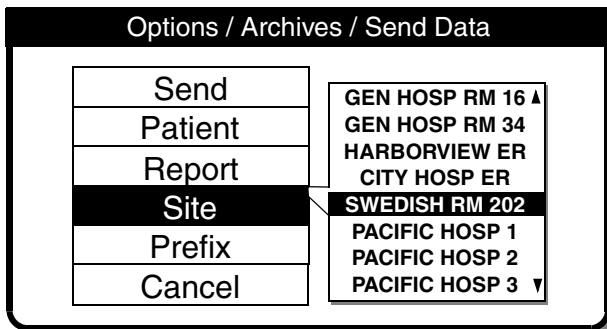 Options / Archives / Send Data
Send
Patient
Report
Site
Prefix
Cancel
GEN HOSP RM 16
GEN HOSP RM 34
HARBORVIEW ER
CITY HOSP ER
SWEDISH RM 202
PACIFIC HOSP 1
PACIFIC HOSP 2
PACIFIC HOSP 3